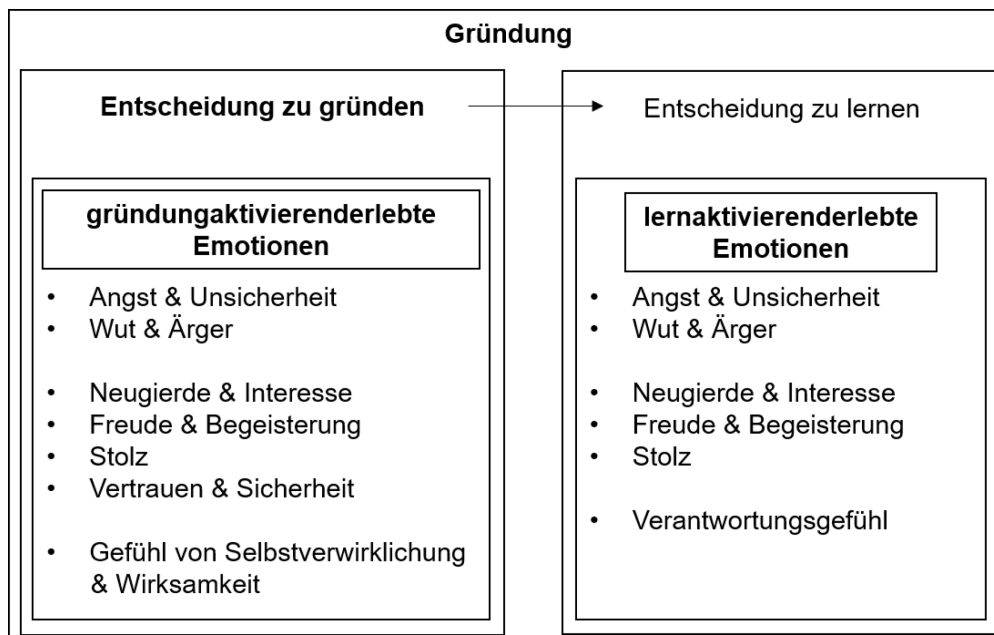 Gründung
Entscheidung zu gründen
gründungaktivierenderlebte
Emotionen
• Angst & Unsicherheit
• Wut & Ärger
• Neugierde & Interesse
• Freude & Begeisterung
• Stolz
• Vertrauen & Sicherheit
• Gefühl von Selbstverwirklichung
& Wirksamkeit
Entscheidung zu lernen
lernaktivierenderlebte
Emotionen
• Angst & Unsicherheit
• Wut & Ärger
• Neugierde & Interesse
• Freude & Begeisterung
• Stolz
• Verantwortungsgefühl